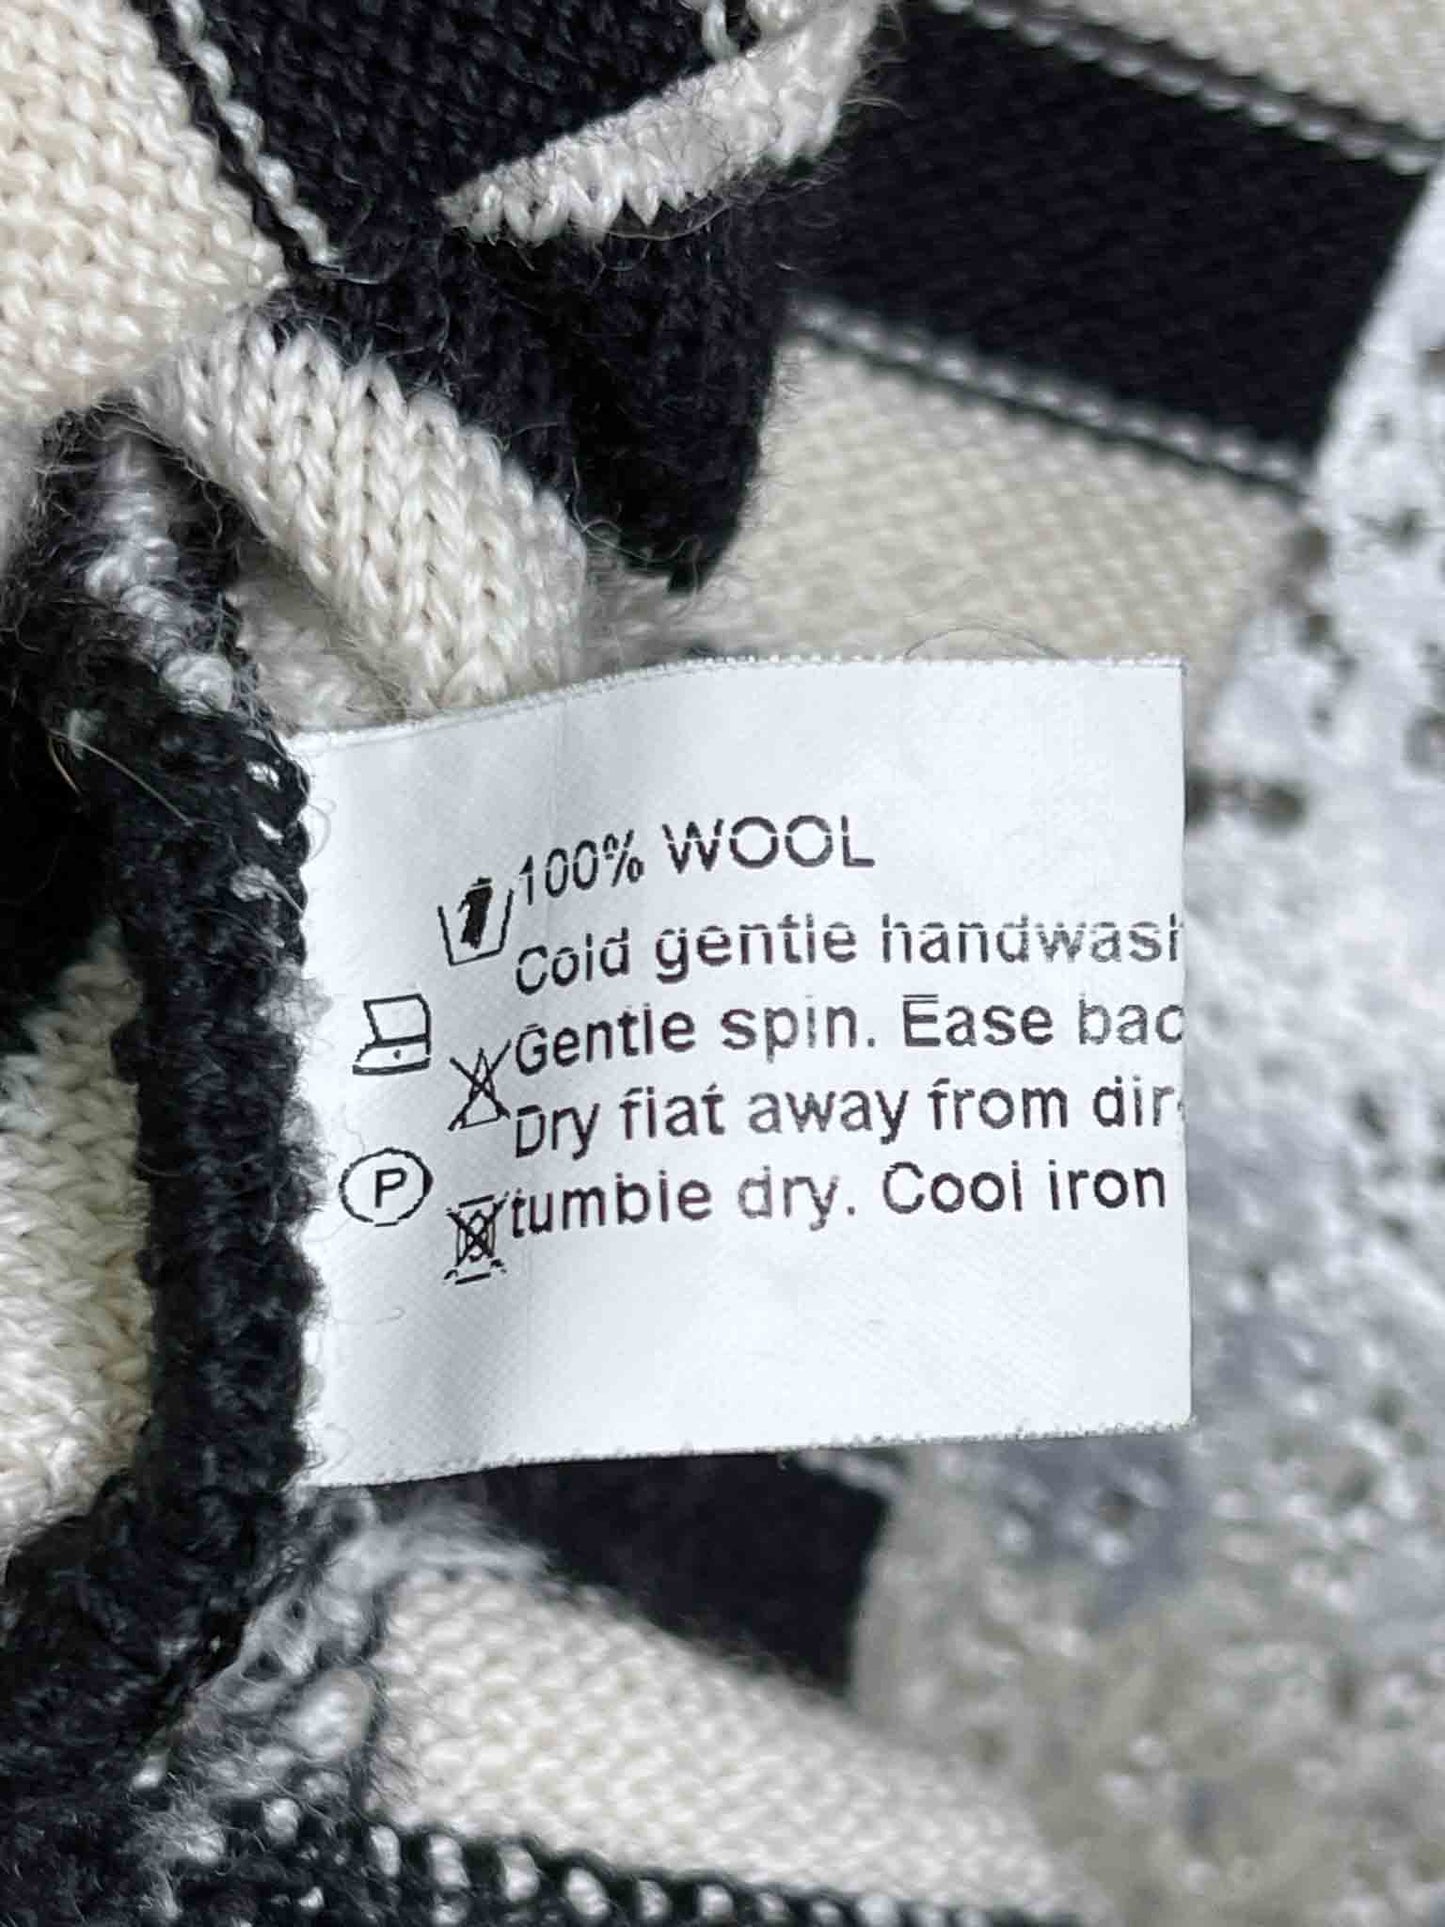 100% WOOL
Cold gentle handwash
Gentle spin. Ease bac
Dry flat away from dir
P
tumble dry. Cool iron